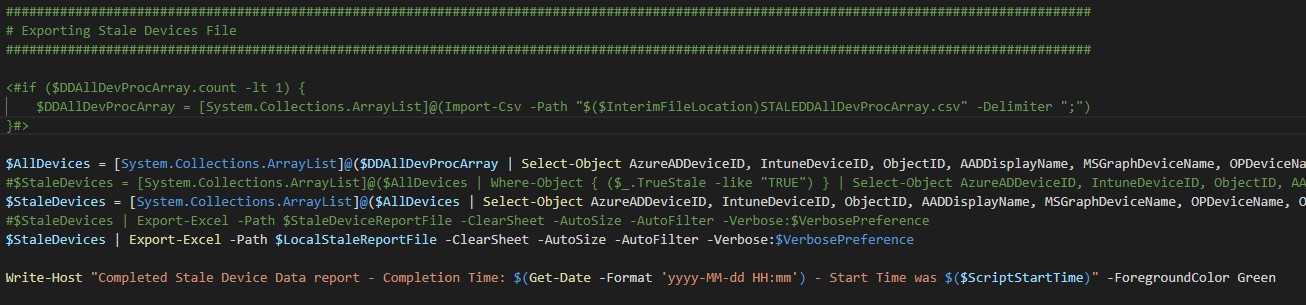 #############################################################################################################################################
# Exporting Stale Devices File
#############################################################################################################################################
<#if ($DDAllDevProcArray.count -lt 1) {
    $DDAllDevProcArray = [System.Collections.ArrayList]@(Import-Csv -Path "$($InterimFileLocation)STALEDDAllDevProcArray.csv" -Delimiter ";")
}#>
$AllDevices = [System.Collections.ArrayList]@($DDAllDevProcArray | Select-Object AzureADDeviceID, IntuneDeviceID, ObjectID, AADDisplayName, MSGraphDeviceName, OPDeviceNa
#$StaleDevices = [System.Collections.ArrayList]@($AllDevices | Where-Object { ($_.TrueStale -like "TRUE") } | Select-Object AzureADDeviceID, IntuneDeviceID, ObjectID, AA
$StaleDevices = [System.Collections.ArrayList]@($AllDevices | Select-Object AzureADDeviceID, IntuneDeviceID, ObjectID, AADDisplayName, MSGraphDeviceName, OPDeviceName, O
#$StaleDevices | Export-Excel -Path $StaleDeviceReportFile -ClearSheet -AutoSize -AutoFilter -Verbose:$VerbosePreference
$StaleDevices | Export-Excel -Path $LocalStaleReportFile -ClearSheet -AutoSize -AutoFilter -Verbose:$VerbosePreference
Write-Host "Completed Stale Device Data report - Completion Time: $(Get-Date -Format 'yyyy-MM-dd HH:mm') - Start Time was $($ScriptStartTime)" -ForegroundColor Green